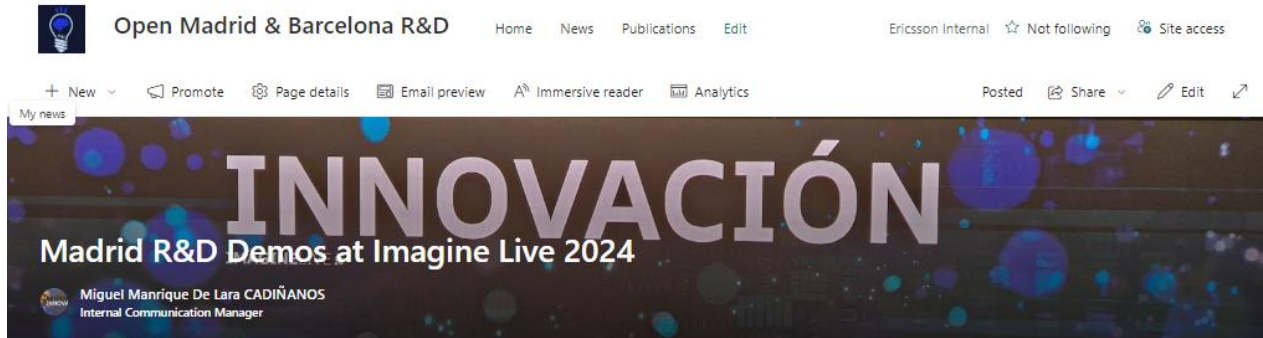 Open Madrid & Barcelona R&D Home News Publications Edit Ericsson Internal Not following Site access
New Promote Page details Email preview Immersive reader Analytics Posted Share Edit
My news
INNOVACIÓN
Madrid R&D Demos at Imagine Live 2024
Miguel Manrique De Lara CADIÑANOS
Internal Communication Manager